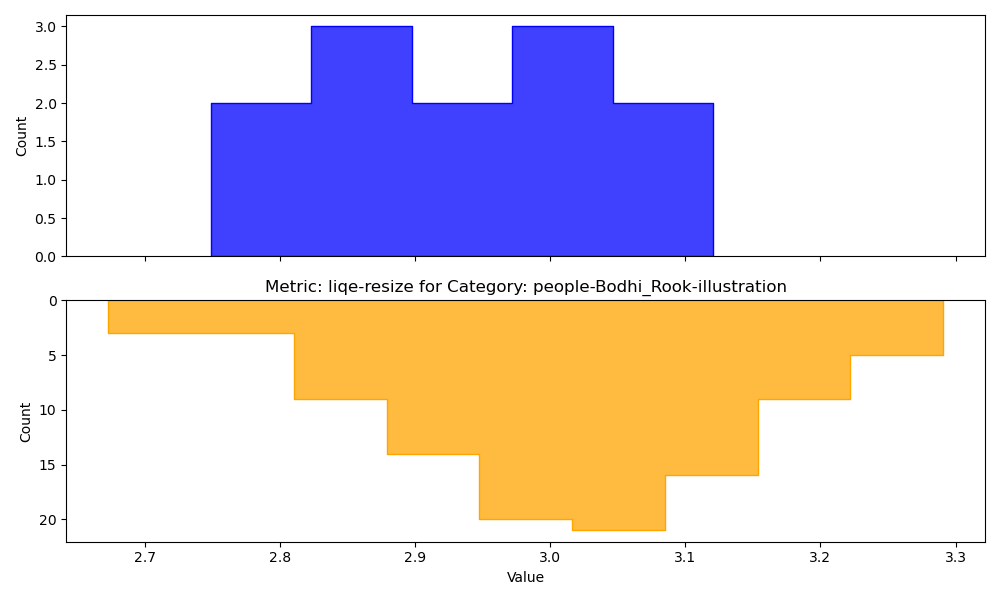 3.0
2.5
2.0
1.5
1.0
0.5
0.0
Count
Metric: liqe-resize for Category: people-Bodhi_Rook-illustration
0
5
10
15
20
Count
2.7 2.8 2.9 3.0 3.1 3.2 3.3
Value